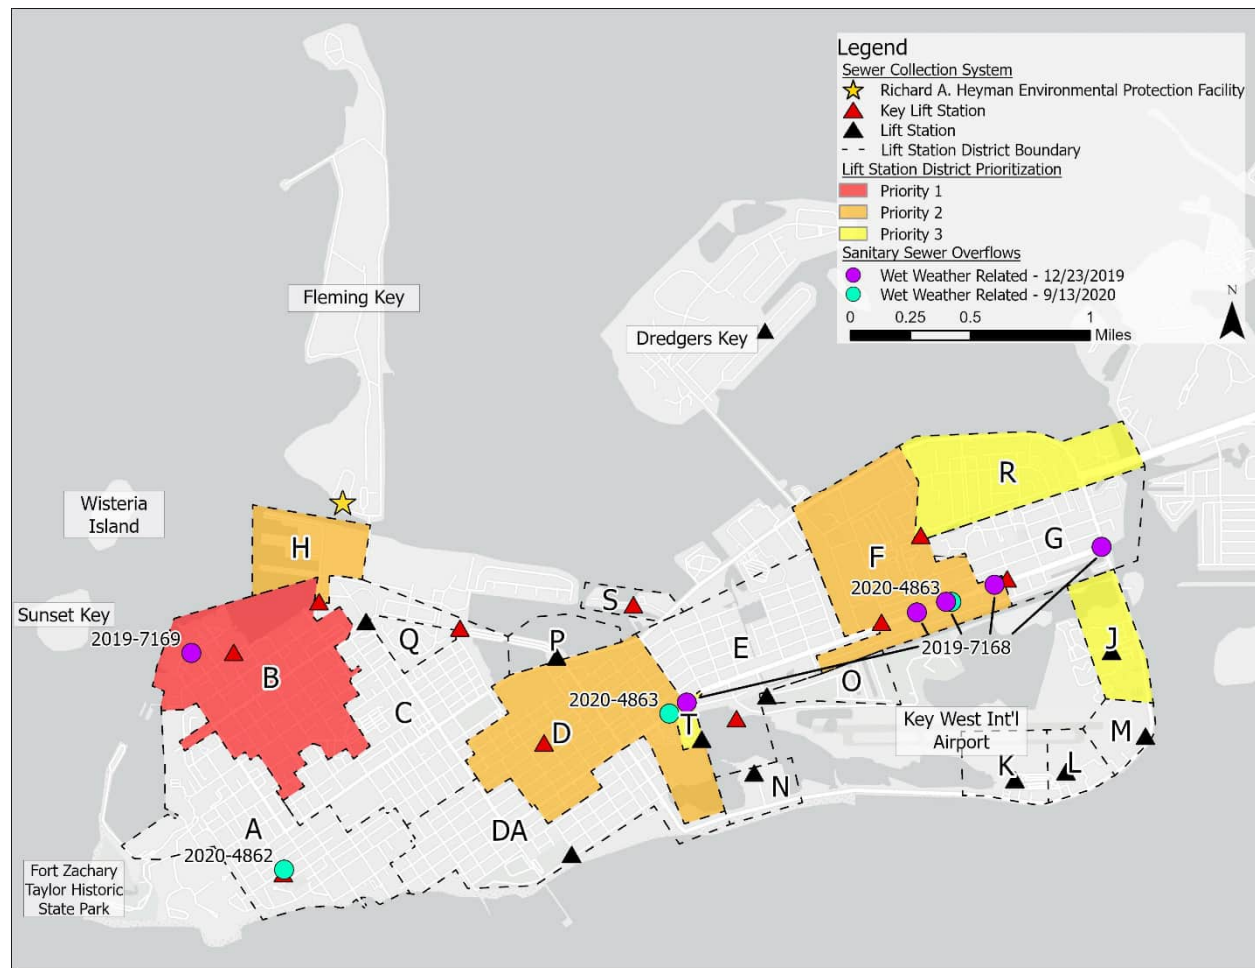 Legend
Sewer Collection System
Richard A. Heyman Environmental Protection Facility
Key Lift Station
Lift Station
Lift Station District Boundary
Lift Station District Prioritization
Priority 1
Priority 2
Priority 3
Sanitary Sewer Overflows
Wet Weather Related - 12/23/2019
Wet Weather Related - 9/13/2020
0 0.25 0.5 1
Miles
N
Fleming Key
Dredgers Key
Wisteria
Island
Sunset Key
2019-7169
H
B
Q
C
S
P
E
R
G
F
2020-4863
2019-7168
J
O
2020-4863
T
D
Key West Int'l
Airport
M
K
L
N
DA
A
2020-4862
Fort Zachary
Taylor Historic
State Park